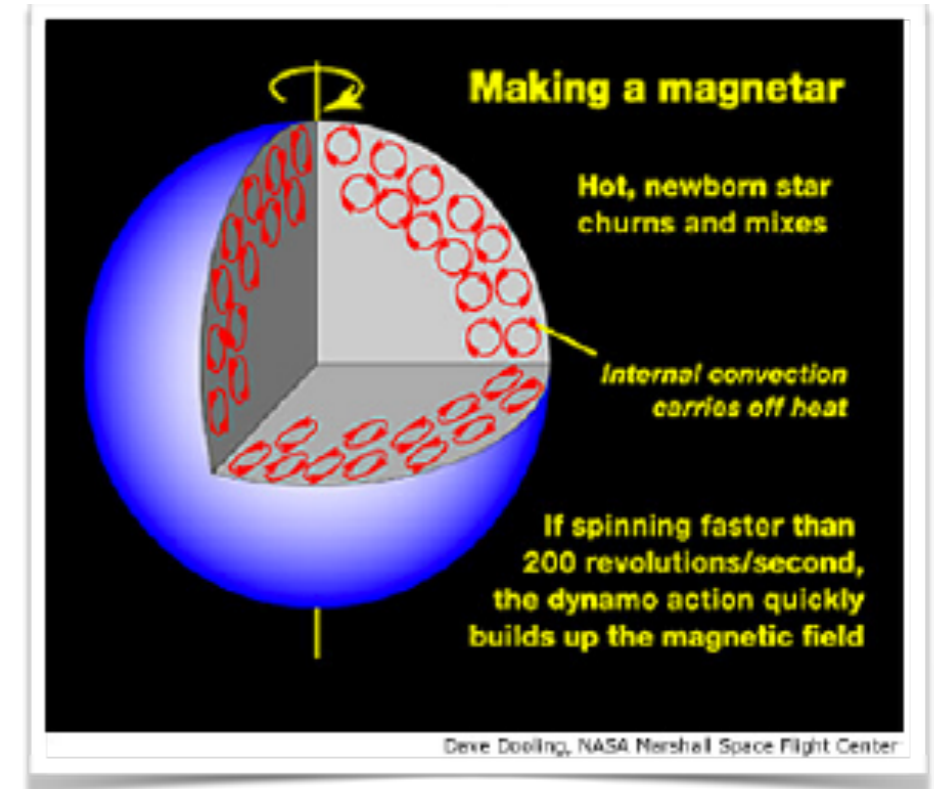 Making a magnetar
Hot, newborn star
churns and mixes
Internal convection
carries off heat
If spinning faster than
200 revolutions/second,
the dynamo action quickly
builds up the magnetic field
Dave Dooling, NASA Marshall Space Flight Center